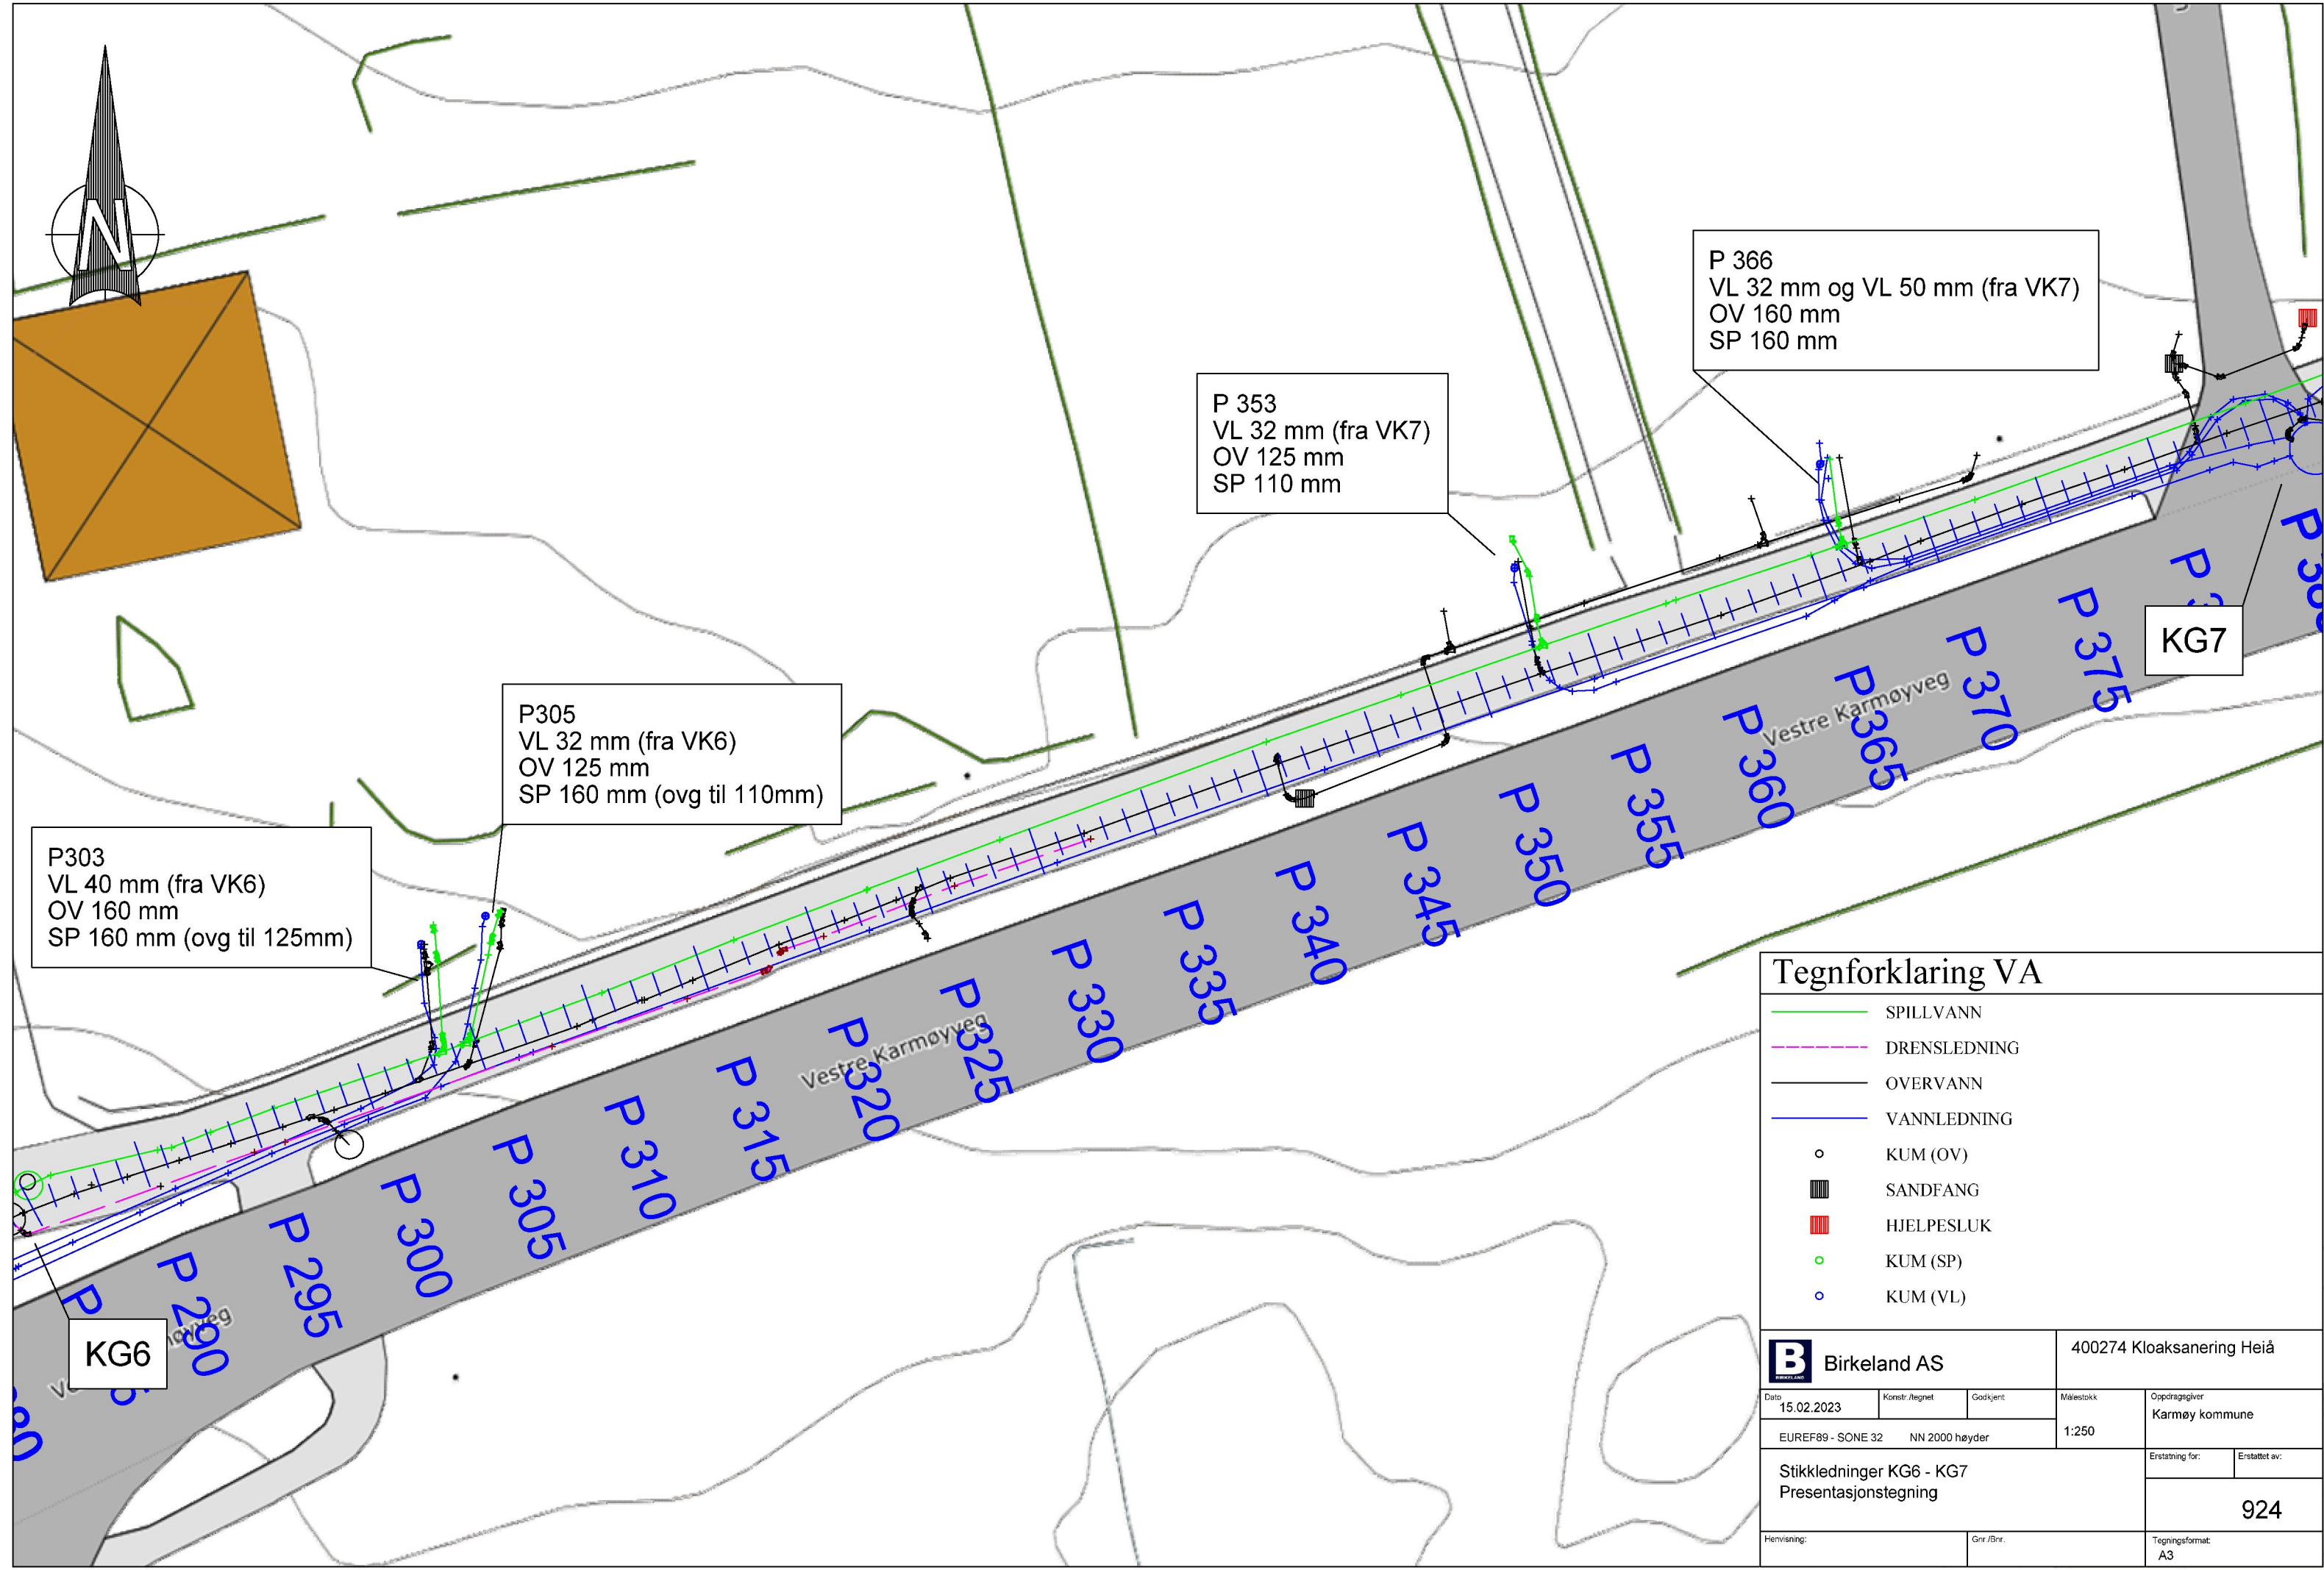 N
P 366
VL 32 mm og VL 50 mm (fra VK7)
OV 160 mm
SP 160 mm
P 353
VL 32 mm (fra VK7)
OV 125 mm
SP 110 mm
P305
VL 32 mm (fra VK6)
OV 125 mm
SP 160 mm (ovg til 110mm)
P303
VL 40 mm (fra VK6)
OV 160 mm
SP 160 mm (ovg til 125mm)
KG7
KG6
P 290
P 295
P 300
P 305
P 310
P 315
P 320
P 325
P 330
P 335
P 340
P 345
P 350
P 355
P 360
P 365
P 370
P 375
Vestre Karmøyveg
Vestre Karmøyveg
Tegnforklaring VA
SPILLVANN
DRENSLEDNING
OVERVANN
VANNLEDNING
KUM (OV)
SANDFANG
HJELPESLUK
KUM (SP)
KUM (VL)
B
BIRKELAND
Birkeland AS
400274 Kloaksanering Heiå
Dato
15.02.2023
Konstr./tegnet
Godkjent
Målestokk
1:250
Oppdragsgiver
Karmøy kommune
EUREF89 - SONE 32 NN 2000 høyder
Erstatning for:
Erstattet av:
Stikkledninger KG6 - KG7
Presentasjonstegning
924
Henvisning:
Gnr./Bnr.
Tegningsformat:
A3